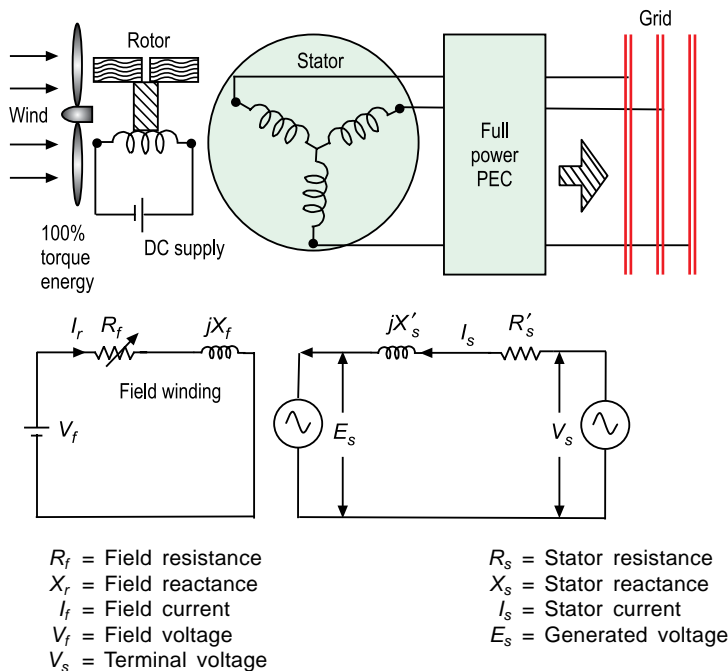 Grid
Rotor
Stator
Wind
Full
power
PEC
100%
torque
energy
DC supply
I_r R_f jX_f
Field winding
V_f
jX'_s I_s R'_s
E_s V_s
R_f = Field resistance
X_r = Field reactance
I_f = Field current
V_f = Field voltage
V_s = Terminal voltage
R_s = Stator resistance
X_s = Stator reactance
I_s = Stator current
E_s = Generated voltage